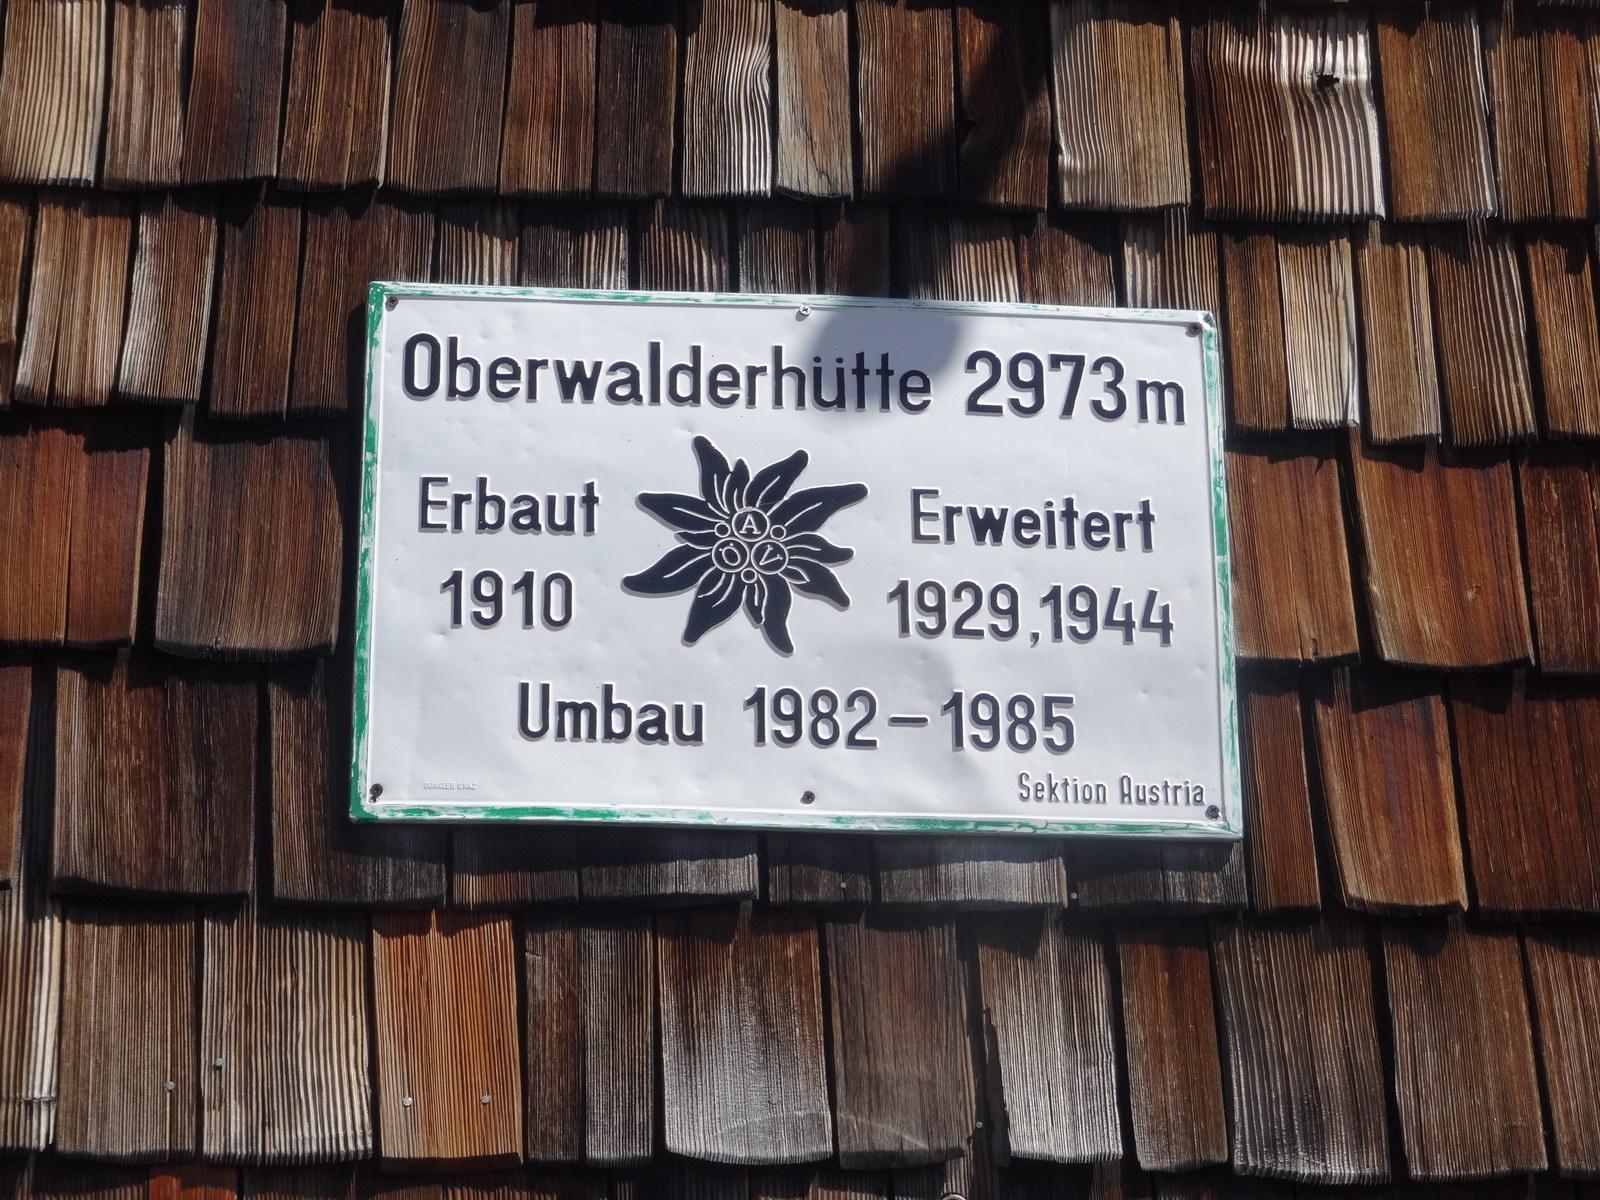 Oberwalderhütte 2973m
Erbaut
1910
A
Ö V
Erweitert
1929,1944
Umbau 1982-1985
Sektion Austria